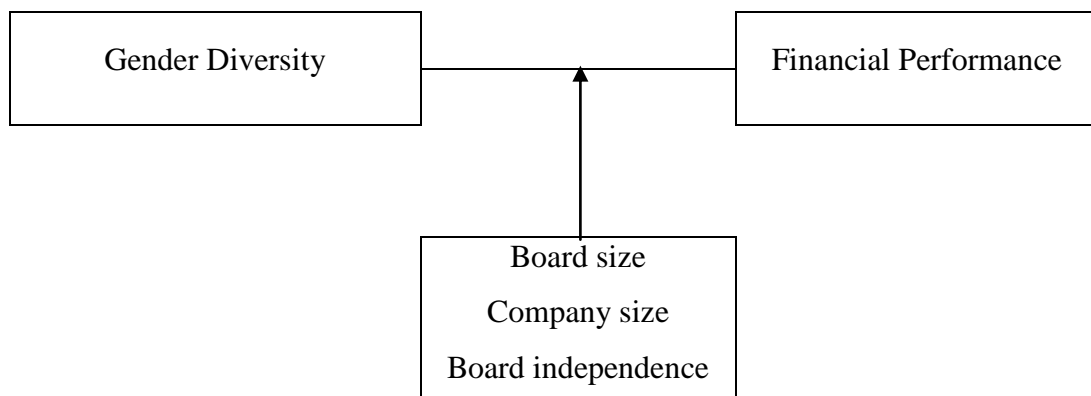 Gender Diversity
Financial Performance
Board size
Company size
Board independence